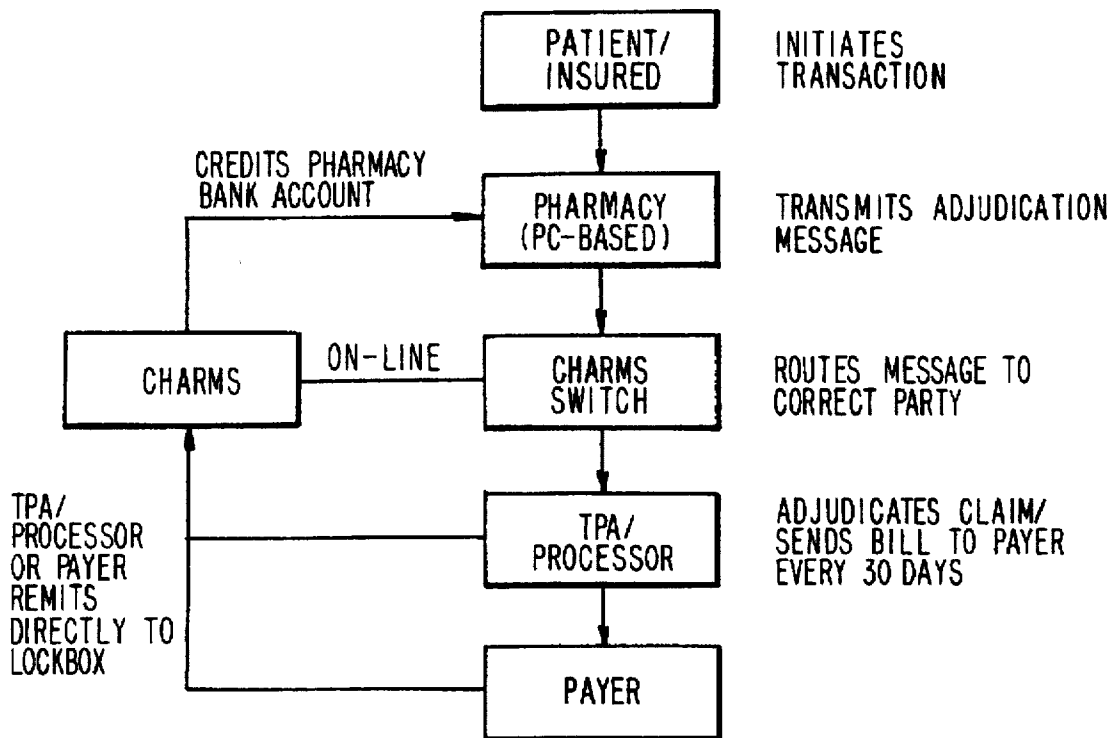 PATIENT/
INSURED
INITIATES
TRANSACTION
CREDITS PHARMACY
BANK ACCOUNT
PHARMACY
(PC-BASED)
TRANSMITS ADJUDICATION
MESSAGE
CHARMS
ON-LINE
CHARMS
SWITCH
ROUTES MESSAGE TO
CORRECT PARTY
TPA/
PROCESSOR
OR PAYER
REMITS
DIRECTLY TO
LOCKBOX
TPA/
PROCESSOR
ADJUDICATES CLAIM/
SENDS BILL TO PAYER
EVERY 30 DAYS
PAYER